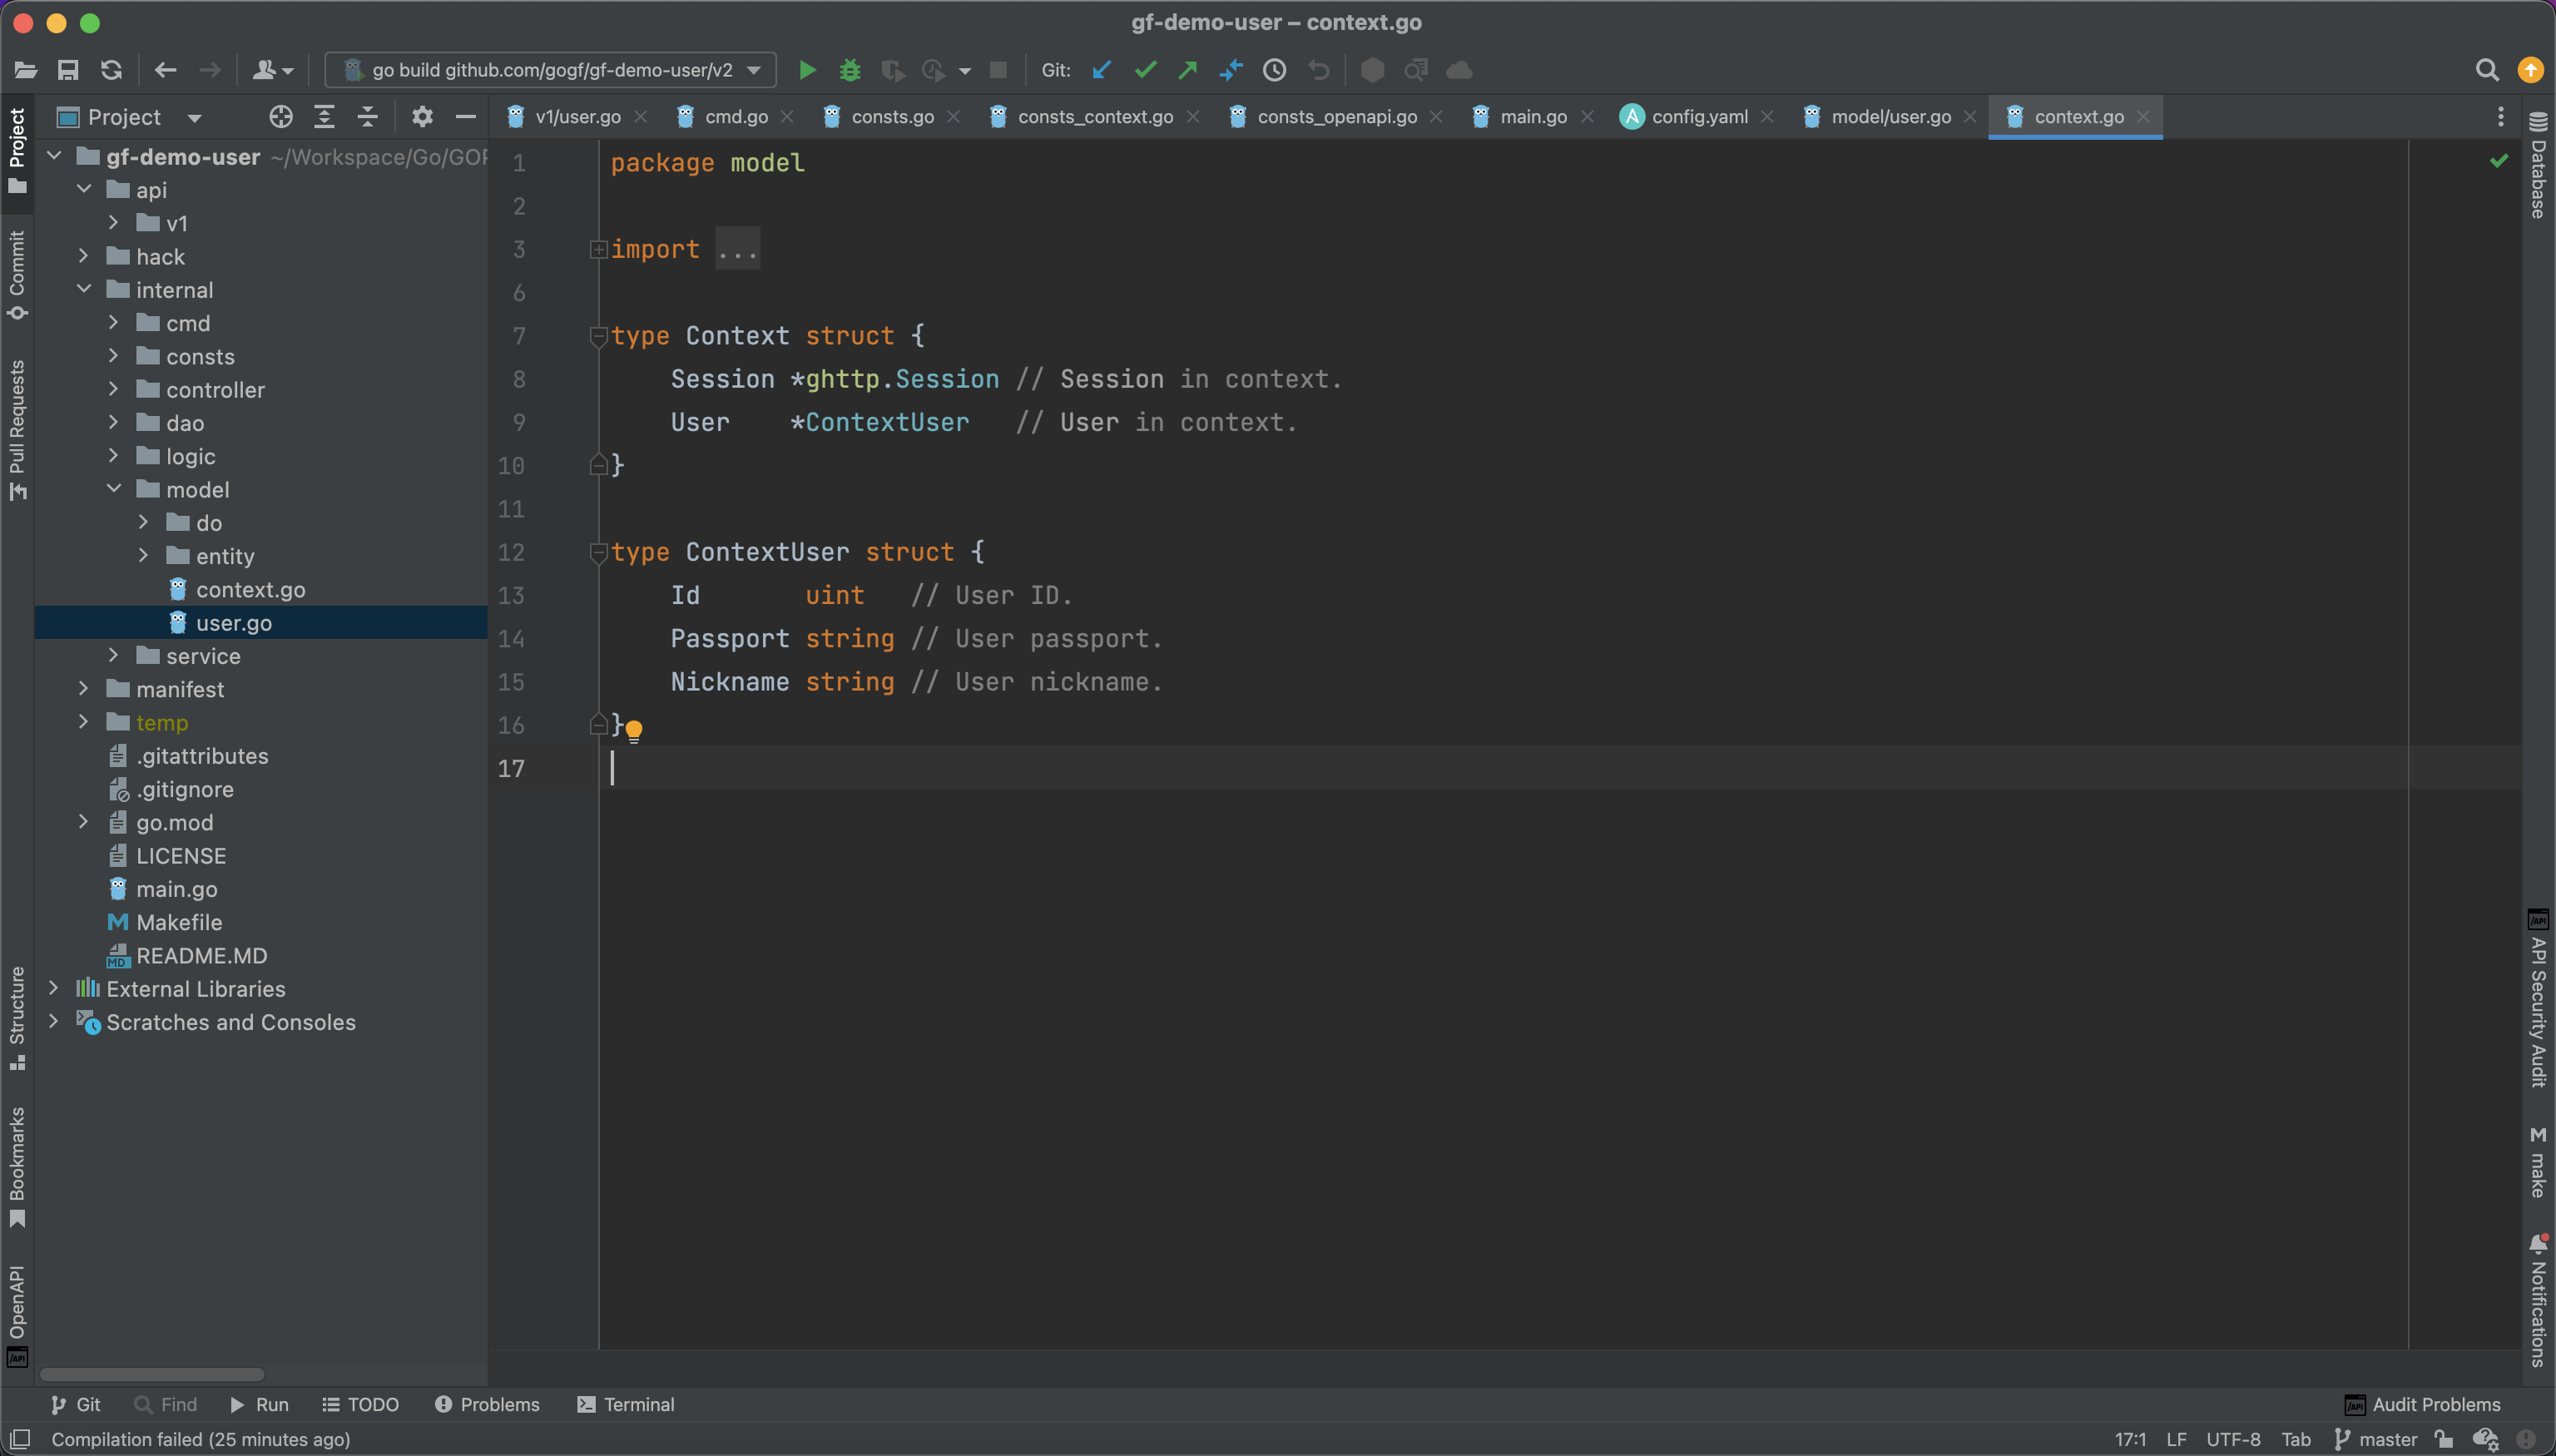 gf-demo-user – context.go
go build github.com/gogf/gf-demo-user/v2
Git:
Project
v1/user.go
cmd.go
consts.go
consts_context.go
consts_openapi.go
main.go
A config.yaml
model/user.go
context.go
Project
Commit
Pull Requests
Structure
Bookmarks
OpenAPI
/API
gf-demo-user ~/Workspace/Go/GOP
api
v1
hack
internal
cmd
consts
controller
dao
logic
model
do
entity
context.go
user.go
service
manifest
temp
.gitattributes
.gitignore
go.mod
LICENSE
main.go
M Makefile
MD README.MD
External Libraries
Scratches and Consoles
1 package model
2
3 import ...
6
7 type Context struct {
8 Session *ghttp.Session // Session in context.
9 User *ContextUser // User in context.
10 }
11
12 type ContextUser struct {
13 Id uint // User ID.
14 Passport string // User passport.
15 Nickname string // User nickname.
16 }
17
Database
/API
API Security Audit
M make
Notifications
Git
Find
Run
TODO
Problems
Terminal
/API Audit Problems
Compilation failed (25 minutes ago)
17:1 LF UTF-8 Tab master